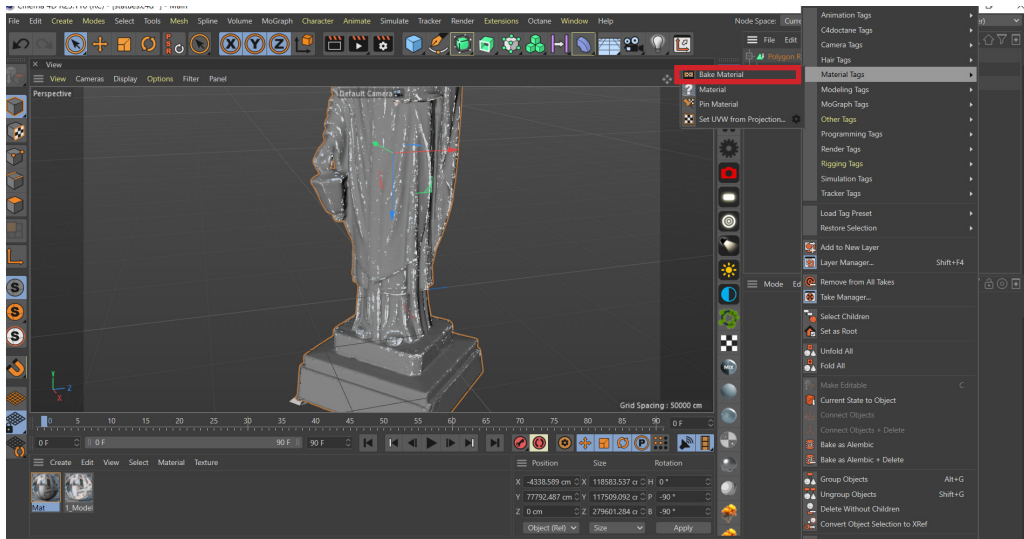 Cinema 4D R25.116 (RC) - [statuesx.4d *] - Main
File Edit Create Modes Select Tools Mesh Spline Volume MoGraph Character Animate Simulate Tracker Render Extensions Octane Window Help Node Space: Curre
PSR
X Y Z
File Edit
Polygon R
× View
View Cameras Display Options Filter Panel
Perspective
Default Camera
Grid Spacing : 50000 cm
Y
Z
X
Bake Material
Material
Pin Material
Set UVW from Projection...
Animation Tags
C4doctane Tags
Camera Tags
Hair Tags
Material Tags
Modeling Tags
MoGraph Tags
Other Tags
Programming Tags
Render Tags
Rigging Tags
Simulation Tags
Tracker Tags
Load Tag Preset
Restore Selection
Add to New Layer
Layer Manager... Shift+F4
Remove from All Takes
Take Manager...
Select Children
Set as Root
Unfold All
Fold All
Make Editable C
Current State to Object
Connect Objects
Connect Objects + Delete
Bake as Alembic
Bake as Alembic + Delete
Group Objects Alt+G
Ungroup Objects Shift+G
Delete Without Children
Convert Object Selection to XRef
Mode Ed
S
S
S
MIX
0 5 10 15 20 25 30 35 40 45 50 55 60 65 70 75 80 85 90 0 F
0 F 0 F 90 F 90 F
Create Edit View Select Material Texture
Mat 1_Model
Position Size Rotation
X -4338.589 cm X 118583.537 cr H 0 °
Y 77792.487 cm Y 117509.092 cr P -90 °
Z 0 cm Z 279601.284 cr B -90 °
Object (Rel) Size Apply